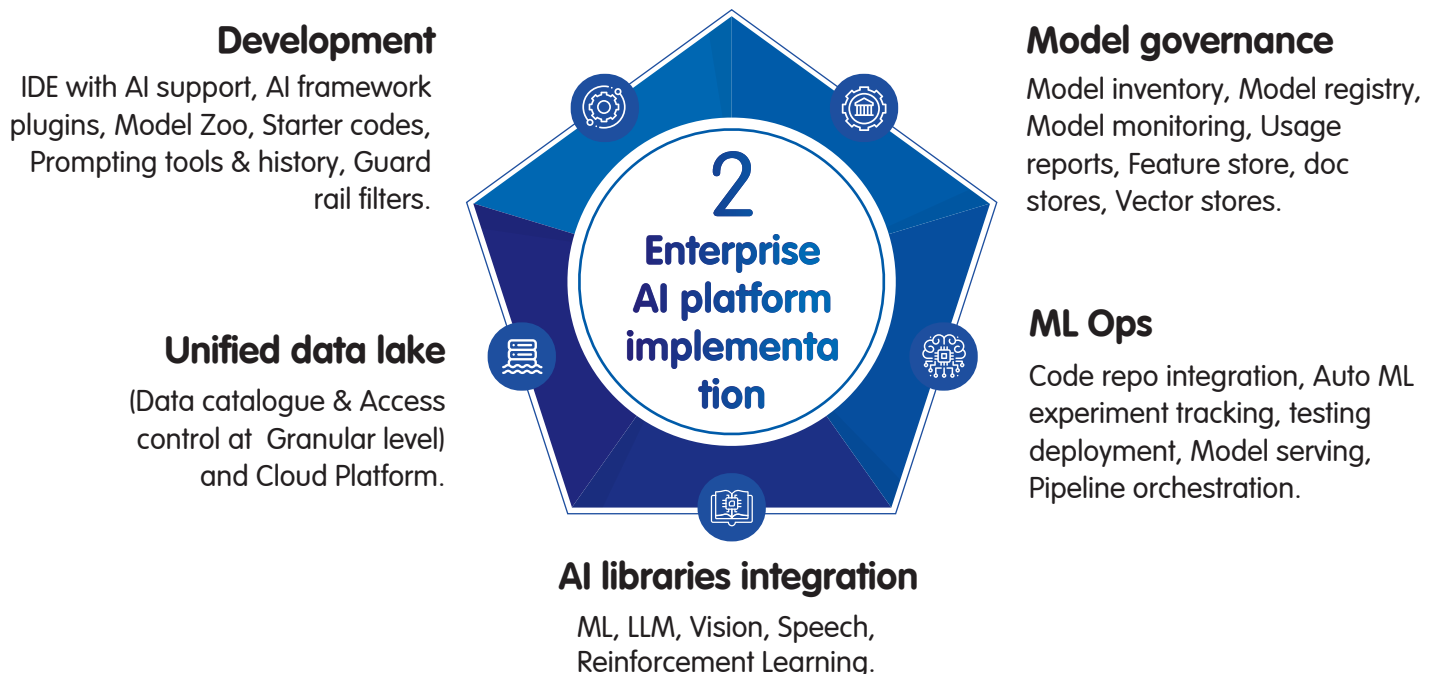 Development
IDE with AI support, AI framework
plugins, Model Zoo, Starter codes,
Prompting tools & history, Guard
rail filters.
Model governance
Model inventory, Model registry,
Model monitoring, Usage
reports, Feature store, doc
stores, Vector stores.
2
Enterprise
AI platform
implementa
tion
Unified data lake
(Data catalogue & Access
control at Granular level)
and Cloud Platform.
ML Ops
Code repo integration, Auto ML
experiment tracking, testing
deployment, Model serving,
Pipeline orchestration.
AI libraries integration
ML, LLM, Vision, Speech,
Reinforcement Learning.